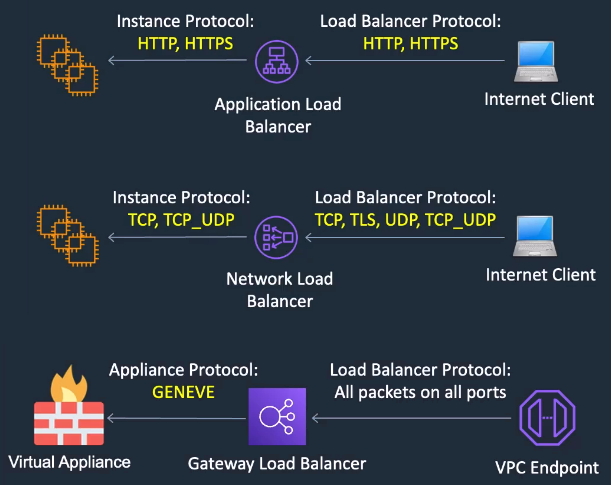 Instance Protocol:
HTTP, HTTPS
Load Balancer Protocol:
HTTP, HTTPS
Application Load
Balancer
Internet Client
Instance Protocol:
TCP, TCP_UDP
Load Balancer Protocol:
TCP, TLS, UDP, TCP_UDP
Network Load
Balancer
Internet Client
Appliance Protocol:
GENEVE
Load Balancer Protocol:
All packets on all ports
Virtual Appliance
Gateway Load Balancer
VPC Endpoint